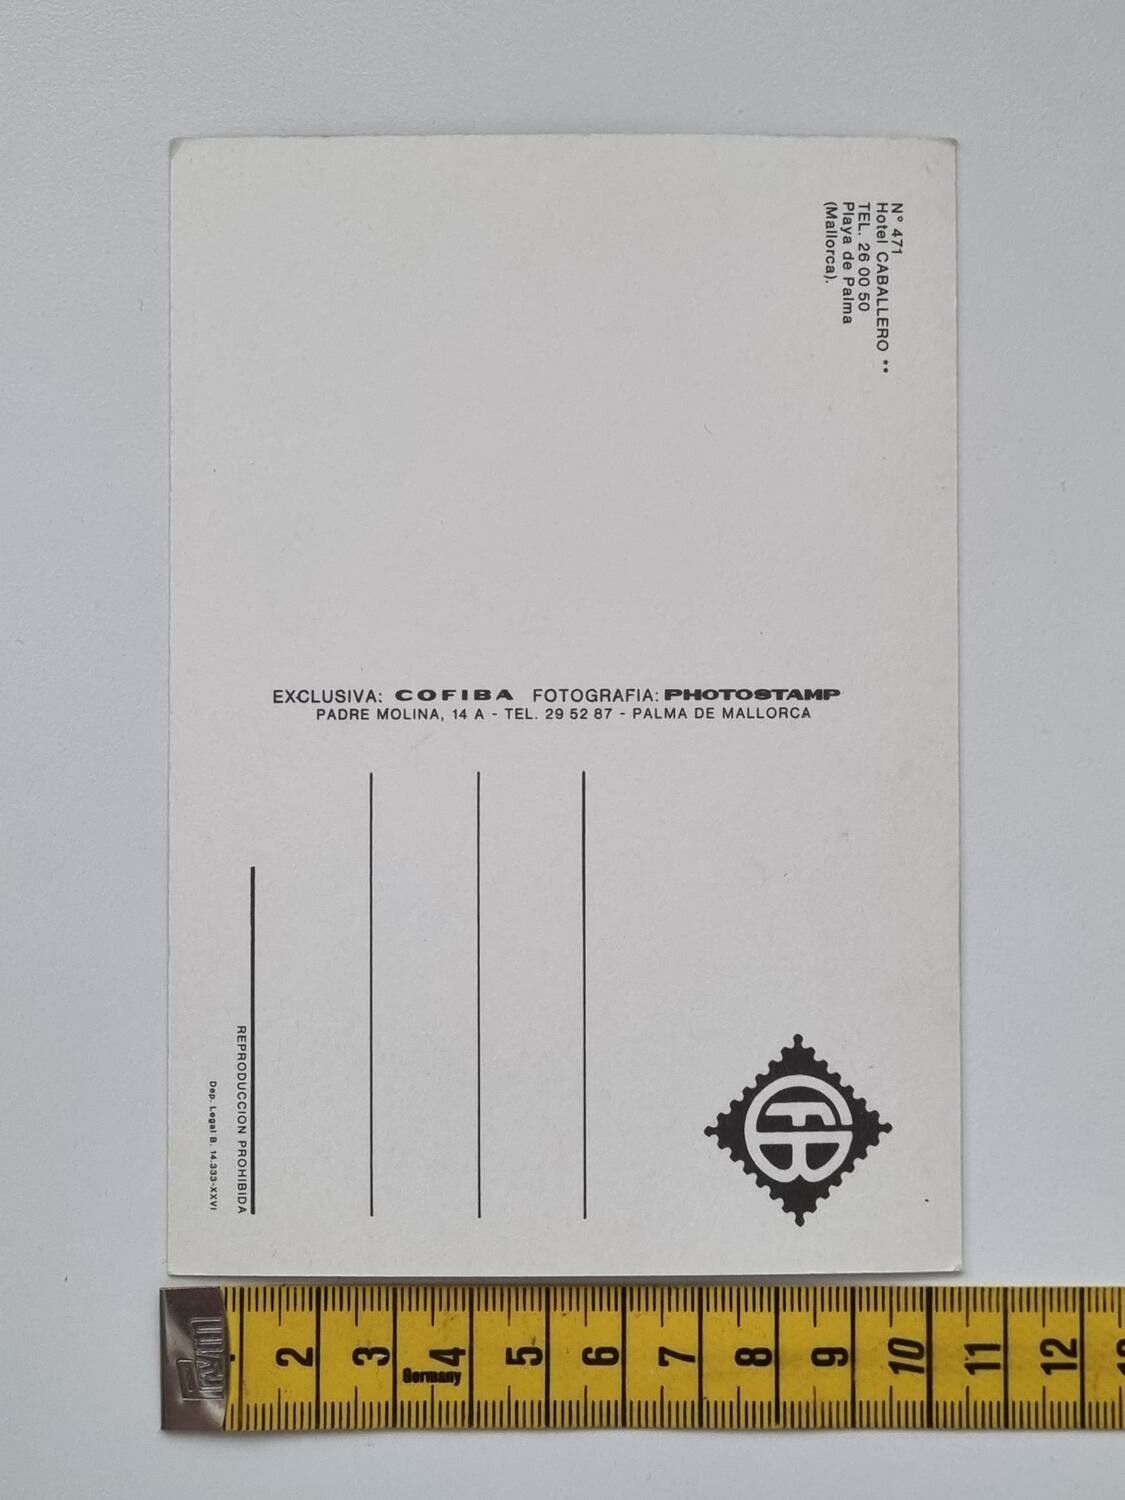 N° 471
Hotel CABALLERO **
TEL. 26 00 50
Playa de Palma
(Mallorca).
EXCLUSIVA: COFIBA FOTOGRAFIA: PHOTOSTAMP
PADRE MOLINA, 14 A - TEL. 29 52 87 - PALMA DE MALLORCA
REPRODUCCION PROHIBIDA
Dep. Legal B. 14.333-XXVI
CFB
2 3 4 5 6 7 8 9 10 11 12
Germany